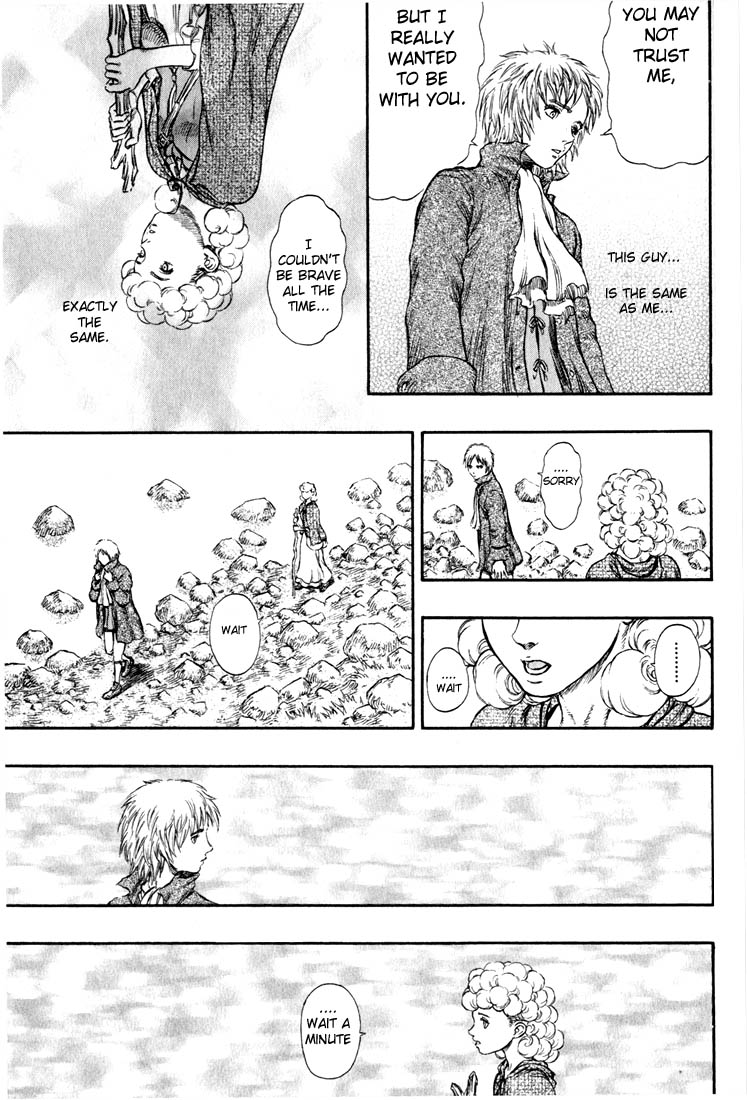 YOU MAY
NOT
TRUST
ME,
BUT I
REALLY
WANTED
TO BE
WITH YOU.
THIS GUY...
IS THE SAME
AS ME...
I
COULDN'T
BE BRAVE
ALL THE
TIME...
EXACTLY
THE
SAME.
....
SORRY
WAIT
........
....
WAIT
....
WAIT A
MINUTE